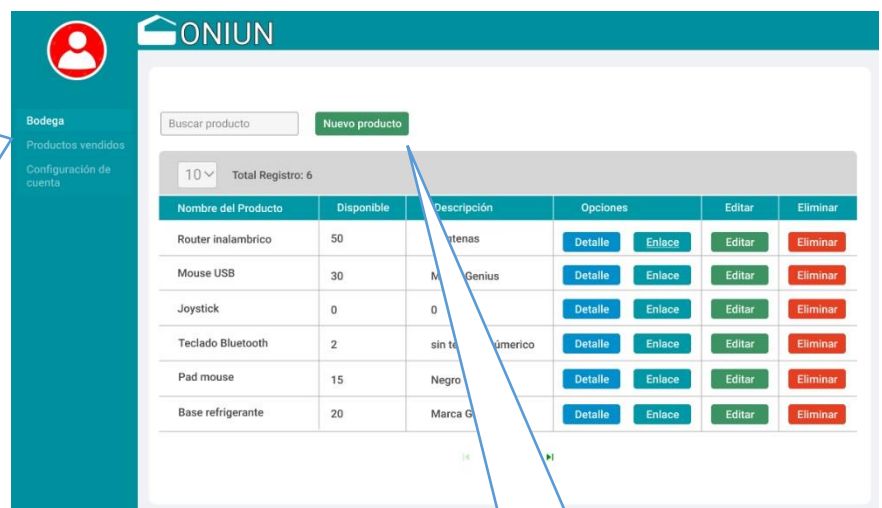 ONIUN
Bodega
Productos vendidos
Configuración de
cuenta
Buscar producto Nuevo producto
10 Total Registro: 6
Nombre del Producto Disponible Descripción Opciones Editar Eliminar
Router inalambrico 50 Detalle Enlace Editar Eliminar
Mouse USB 30 Genius Detalle Enlace Editar Eliminar
Joystick 0 0 Detalle Enlace Editar Eliminar
Teclado Bluetooth 2 sin Detalle Enlace Editar Eliminar
Pad mouse 15 Negro Detalle Enlace Editar Eliminar
Base refrigerante 20 Marca Detalle Enlace Editar Eliminar